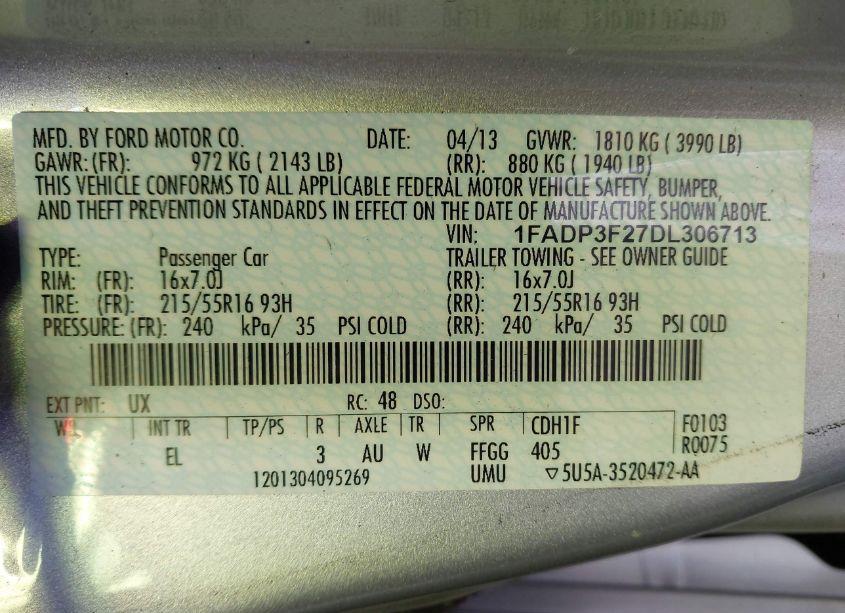 MFD. BY FORD MOTOR CO. DATE: 04/13 GVWR: 1810 KG ( 3990 LB)
GAWR: (FR): 972 KG ( 2143 LB) (RR): 880 KG ( 1940 LB)
THIS VEHICLE CONFORMS TO ALL APPLICABLE FEDERAL MOTOR VEHICLE SAFETY, BUMPER,
AND THEFT PREVENTION STANDARDS IN EFFECT ON THE DATE OF MANUFACTURE SHOWN ABOVE.
VIN: 1FADP3F27DL306713
TYPE: Passenger Car TRAILER TOWING - SEE OWNER GUIDE
RIM: (FR): 16x7.0J (RR): 16x7.0J
TIRE: (FR): 215/55R16 93H (RR): 215/55R16 93H
PRESSURE: (FR): 240 kPa/ 35 PSI COLD (RR): 240 kPa/ 35 PSI COLD
EXT PNT: UX RC: 48 DSO:
WB INT TR TP/PS R AXLE TR SPR CDH1F F0103
EL 3 AU W FFGG 405 R0075
1201304095269 UMU ▽5U5A-3520472-AA